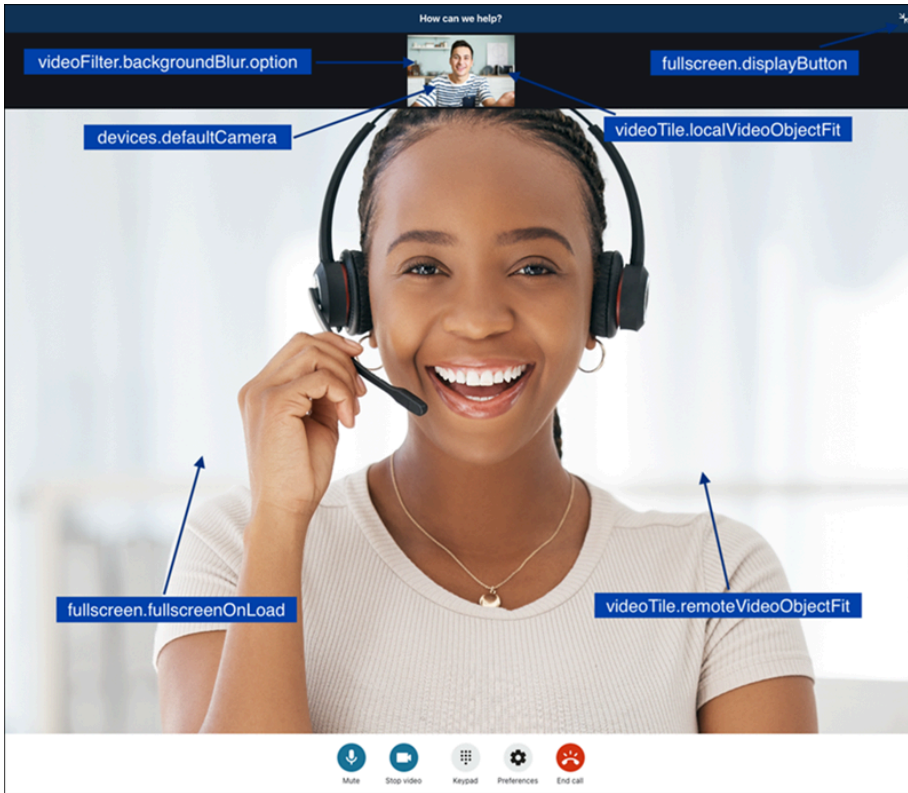 How can we help?
videoFilter.backgroundBlur.option
fullscreen.displayButton
devices.defaultCamera
videoTile.localVideoObjectFit
fullscreen.fullscreenOnLoad
videoTile.remoteVideoObjectFit
Mute
Stop video
Keypad
Preferences
End call